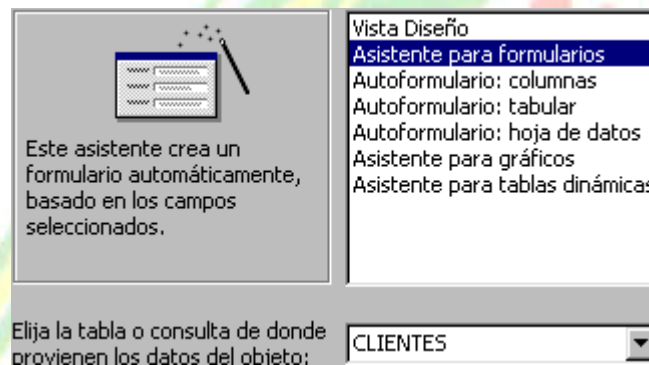 Vista Diseño
Asistente para formularios
Autoformulario: columnas
Autoformulario: tabular
Autoformulario: hoja de datos
Asistente para gráficos
Asistente para tablas dinámicas
Este asistente crea un
formulario automáticamente,
basado en los campos
seleccionados.
Elija la tabla o consulta de donde
provienen los datos del objeto:
CLIENTES